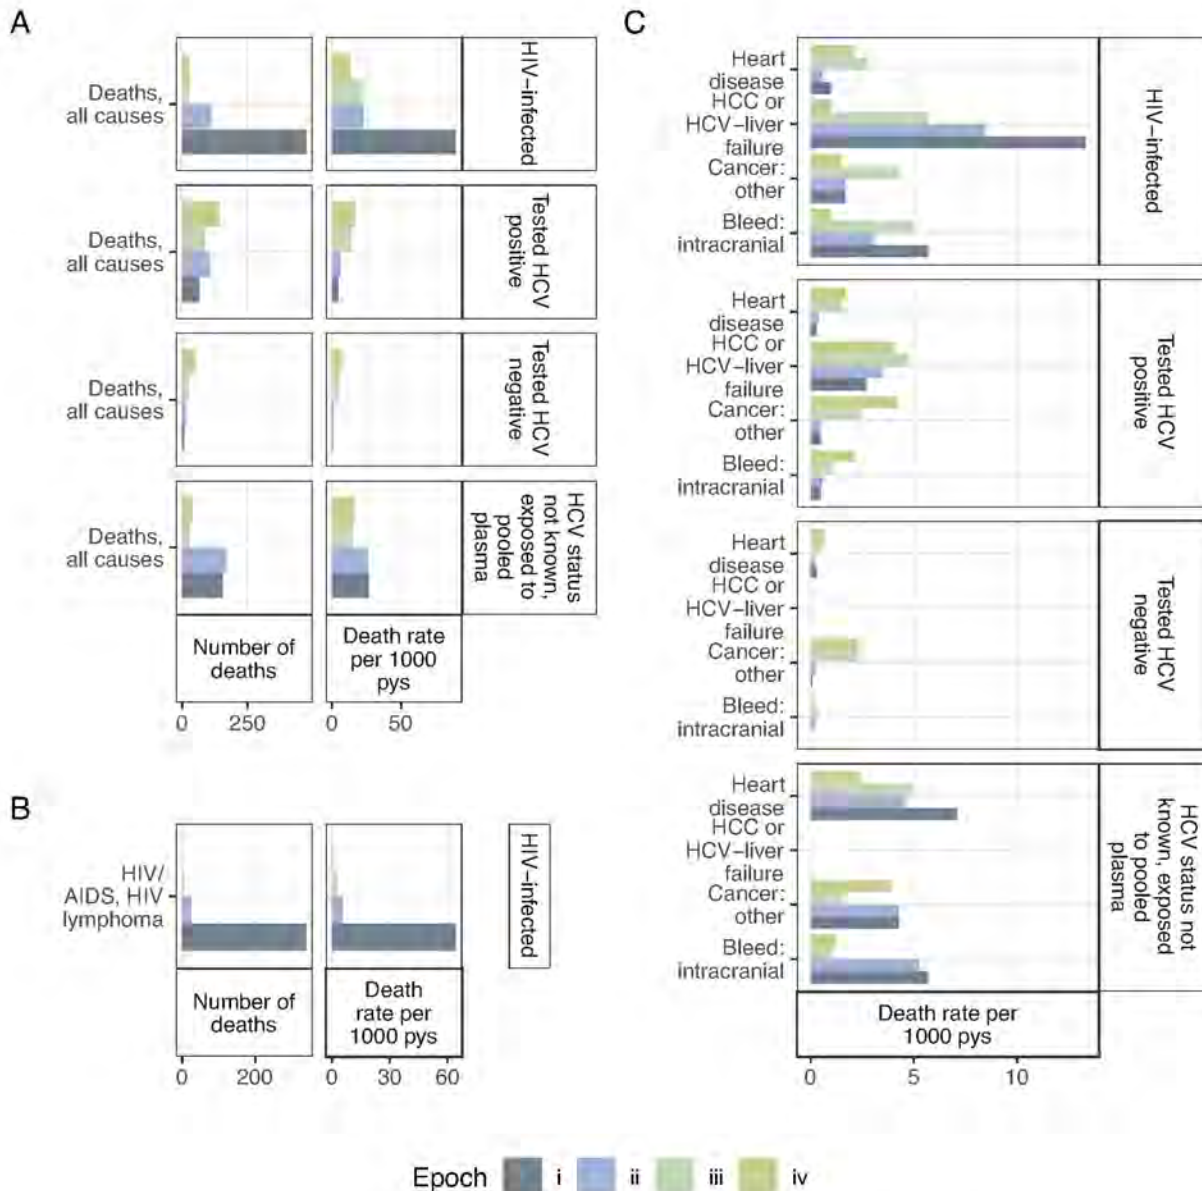 A
Deaths,
all causes
HIV-infected
Deaths,
all causes
Tested HCV
positive
Deaths,
all causes
Tested HCV
negative
Deaths,
all causes
HCV status
not known,
exposed to
pooled
plasma
Number of
deaths
Death rate
per 1000
pys
0 250
0 50
B
HIV/
AIDS, HIV
lymphoma
HIV-infected
Number of
deaths
Death
rate per
1000 pys
0 200
0 30 60
C
Heart
disease
HCC or
HCV-liver
failure
Cancer:
other
Bleed:
intracranial
HIV-infected
Heart
disease
HCC or
HCV-liver
failure
Cancer:
other
Bleed:
intracranial
Tested HCV
positive
Heart
disease
HCC or
HCV-liver
failure
Cancer:
other
Bleed:
intracranial
Tested HCV
negative
Heart
disease
HCC or
HCV-liver
failure
Cancer:
other
Bleed:
intracranial
HCV status not
known, exposed
to pooled
plasma
Death rate per
1000 pys
0 5 10
Epoch i ii iii iv